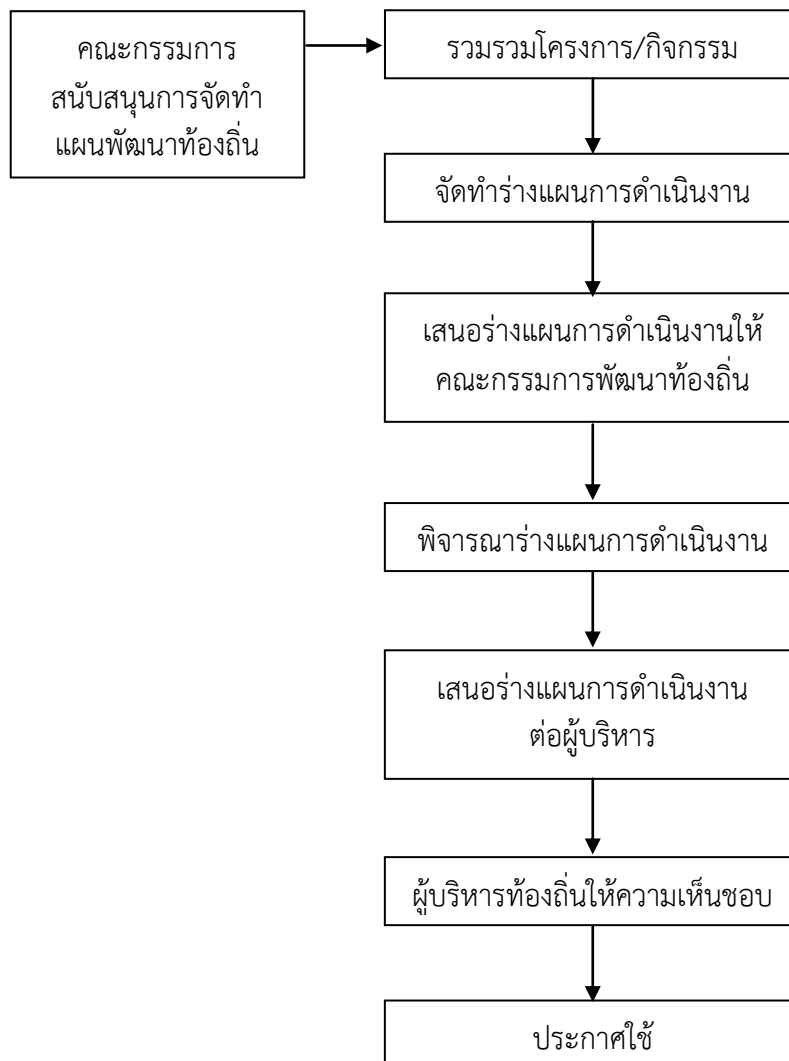 คณะกรรมการ
สนับสนุนการจัดทำ
แผนพัฒนาท้องถิ่น
รวมรวมโครงการ/กิจกรรม
จัดทำร่างแผนการดำเนินงาน
เสนอร่างแผนการดำเนินงานให้
คณะกรรมการพัฒนาท้องถิ่น
พิจารณาร่างแผนการดำเนินงาน
เสนอร่างแผนการดำเนินงาน
ต่อผู้บริหาร
ผู้บริหารท้องถิ่นให้ความเห็นชอบ
ประกาศใช้